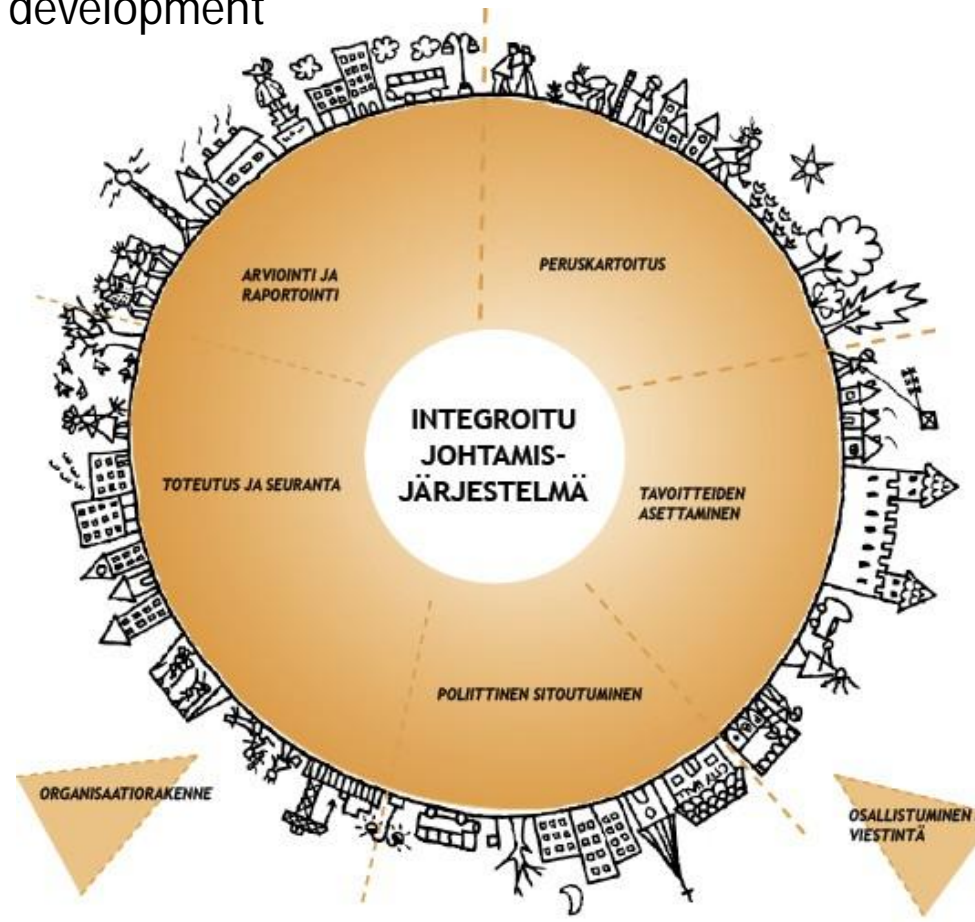 development
ARVIOINTI JA
RAPORTOINTI
PERUSKARTOITUS
INTEGROITU
JOHTAMIS-
JÄRJESTELMÄ
TOTEUTUS JA SEURANTA
TAVOITTEIDEN
ASETTAMINEN
POLIITTINEN SITOUTUMINEN
ORGANISAATIORAKENNE
OSALLISTUMINEN
VIESTINTÄ